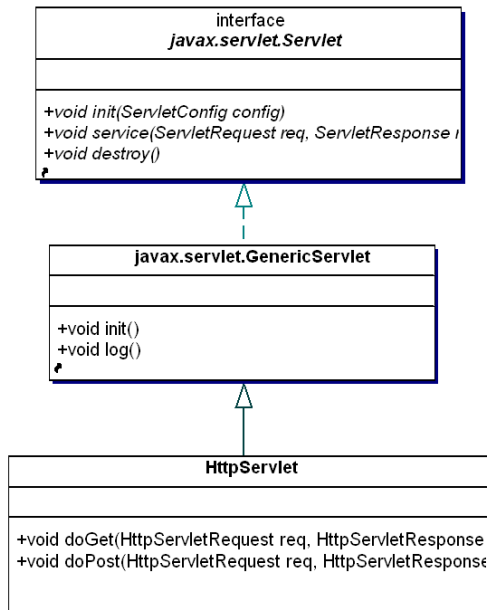 interface
javax.servlet.Servlet
+void init(ServletConfig config)
+void service(ServletRequest req, ServletResponse
+void destroy()
javax.servlet.GenericServlet
+void init()
+void log()
HttpServlet
+void doGet(HttpServletRequest req, HttpServletResponse
+void doPost(HttpServletRequest req, HttpServletResponse